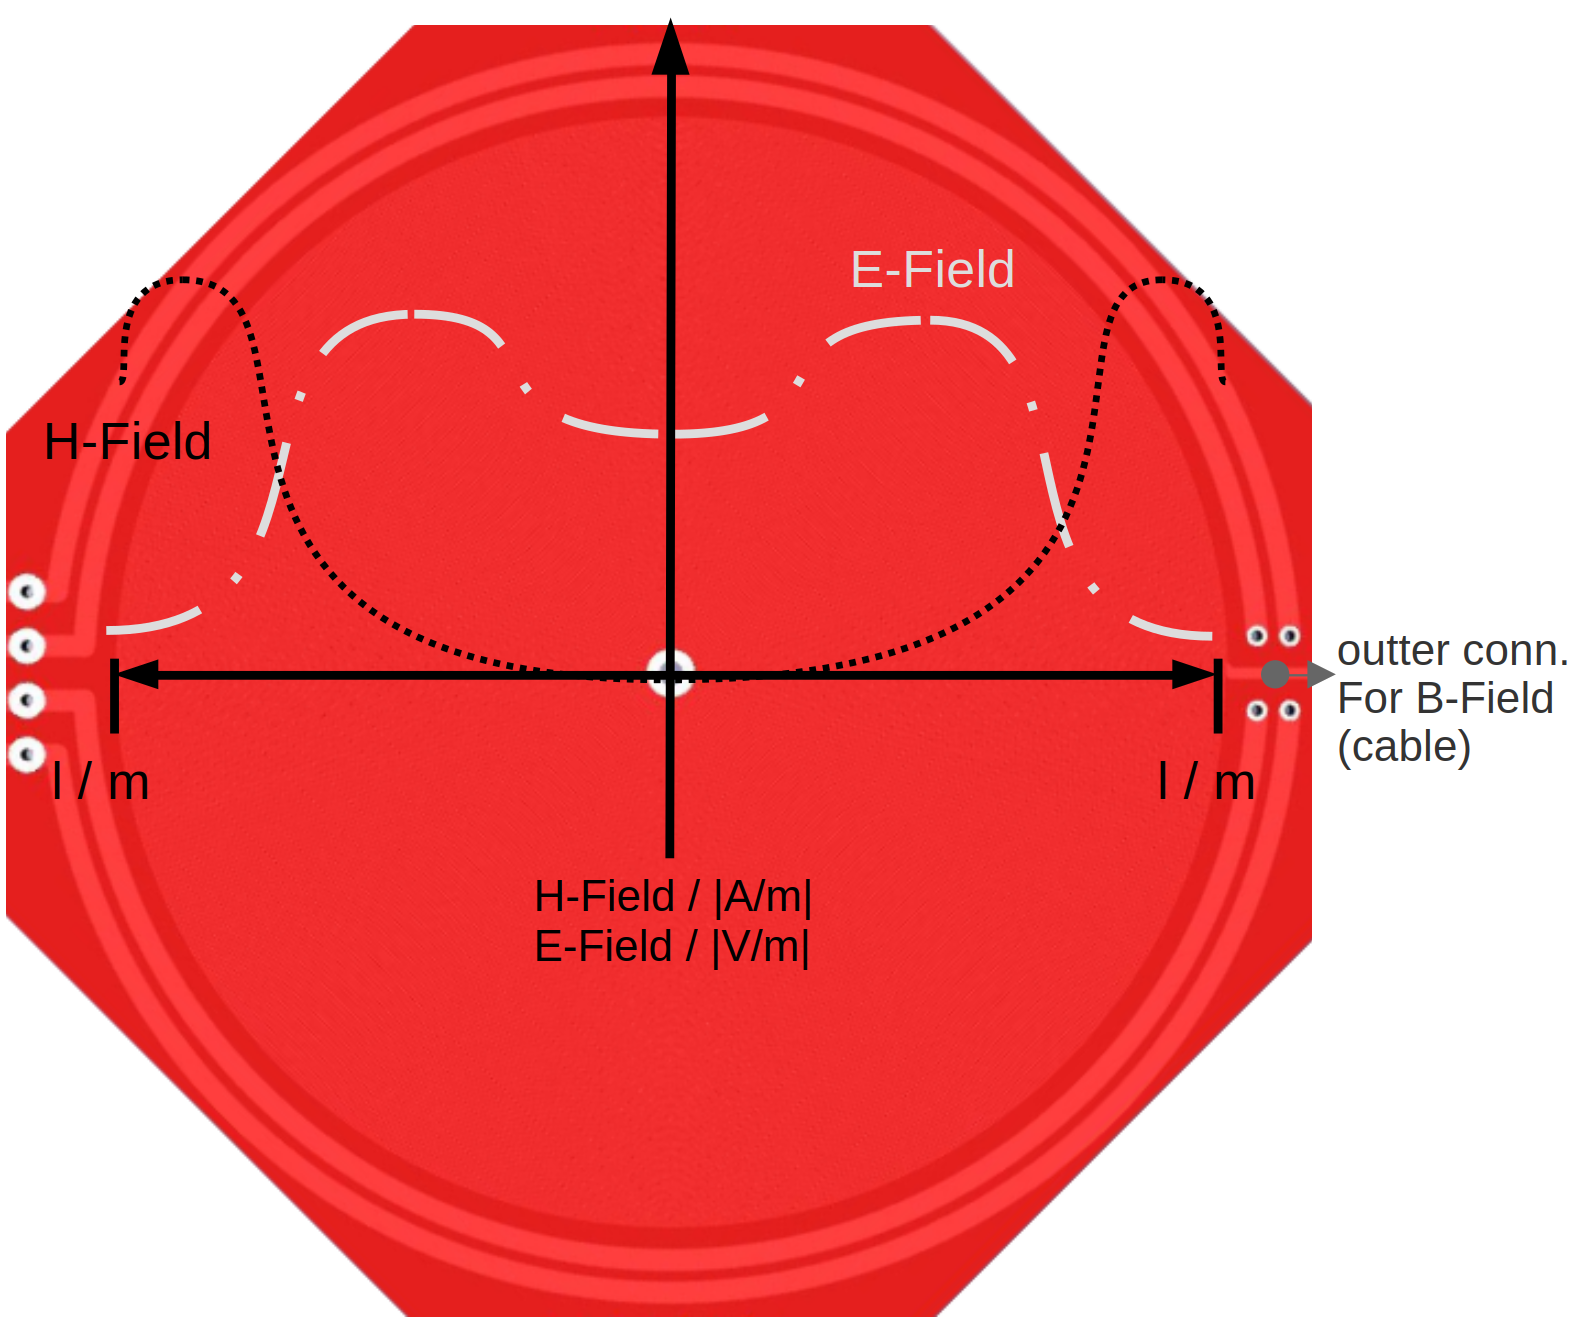 E-Field
H-Field
outter conn.
For B-Field
(cable)
l / m
l / m
H-Field / |A/m|
E-Field / |V/m|